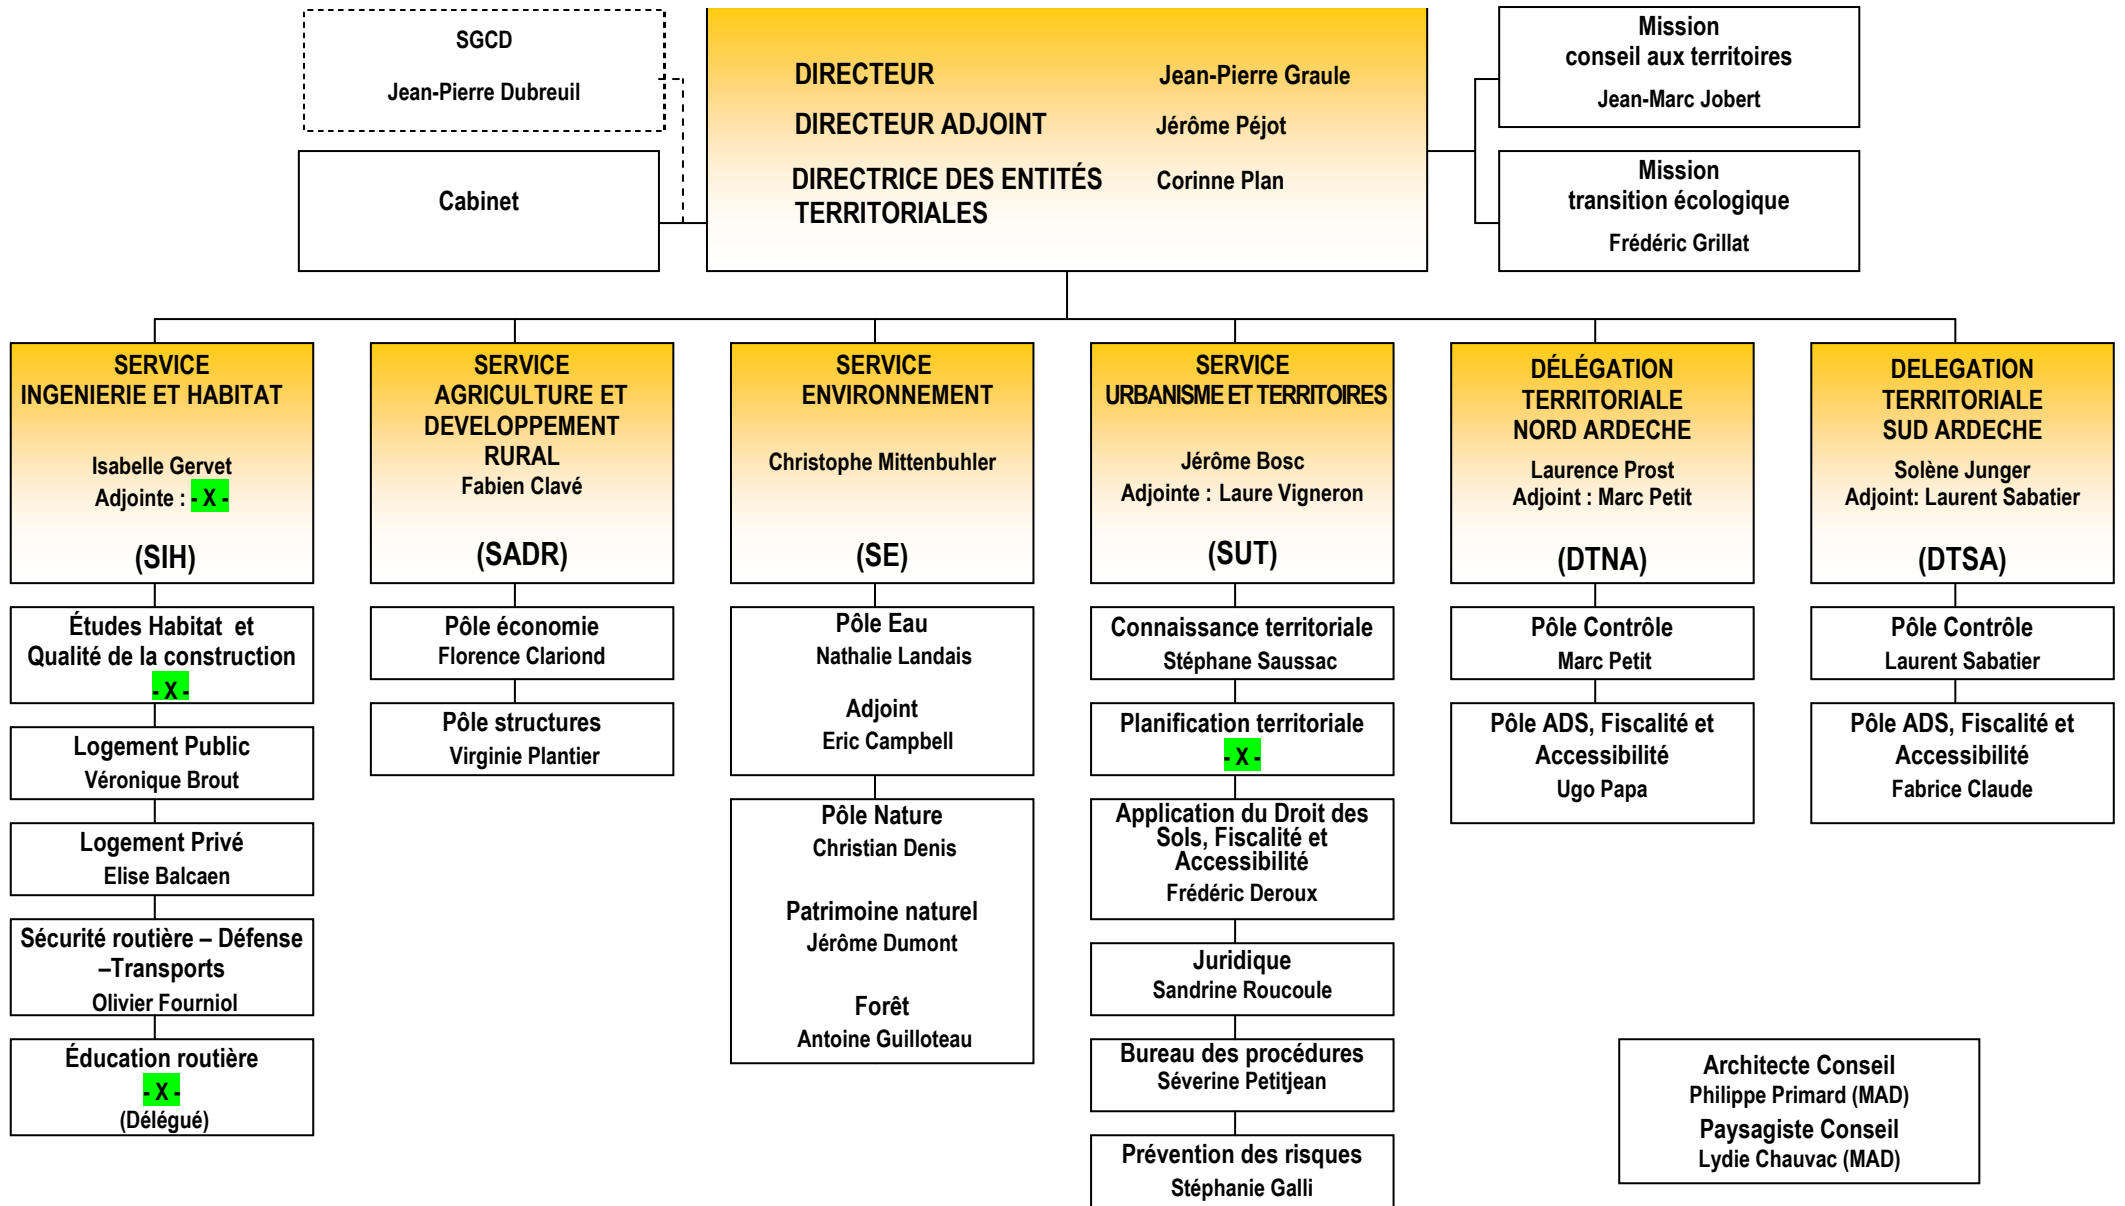 SGCD
Jean-Pierre Dubreuil
Cabinet
DIRECTEUR Jean-Pierre Graule
DIRECTEUR ADJOINT Jérôme Péjot
DIRECTRICE DES ENTITÉS Corinne Plan
TERRITORIALES
Mission
conseil aux territoires
Jean-Marc Jobert
Mission
transition écologique
Frédéric Grillat
SERVICE
INGENIERIE ET HABITAT
Isabelle Gervet
Adjointe : - X -
(SIH)
Études Habitat et
Qualité de la construction
- X -
Logement Public
Véronique Brout
Logement Privé
Elise Balcaen
Sécurité routière – Défense
–Transports
Olivier Fourniol
Éducation routière
- X -
(Délégué)
SERVICE
AGRICULTURE ET
DEVELOPPEMENT
RURAL
Fabien Clavé
(SADR)
Pôle économie
Florence Clariond
Pôle structures
Virginie Plantier
SERVICE
ENVIRONNEMENT
Christophe Mittenbuhler
(SE)
Pôle Eau
Nathalie Landais
Adjoint
Eric Campbell
Pôle Nature
Christian Denis
Patrimoine naturel
Jérôme Dumont
Forêt
Antoine Guilloteau
SERVICE
URBANISME ET TERRITOIRES
Jérôme Bosc
Adjointe : Laure Vigneron
(SUT)
Connaissance territoriale
Stéphane Saussac
Planification territoriale
- X -
Application du Droit des
Sols, Fiscalité et
Accessibilité
Frédéric Deroux
Juridique
Sandrine Roucoule
Bureau des procédures
Séverine Petitjean
Prévention des risques
Stéphanie Galli
DÉLÉGATION
TERRITORIALE
NORD ARDECHE
Laurence Prost
Adjoint : Marc Petit
(DTNA)
Pôle Contrôle
Marc Petit
Pôle ADS, Fiscalité et
Accessibilité
Ugo Papa
DELEGATION
TERRITORIALE
SUD ARDECHE
Solène Junger
Adjoint: Laurent Sabatier
(DTSA)
Pôle Contrôle
Laurent Sabatier
Pôle ADS, Fiscalité et
Accessibilité
Fabrice Claude
Architecte Conseil
Philippe Primard (MAD)
Paysagiste Conseil
Lydie Chauvac (MAD)